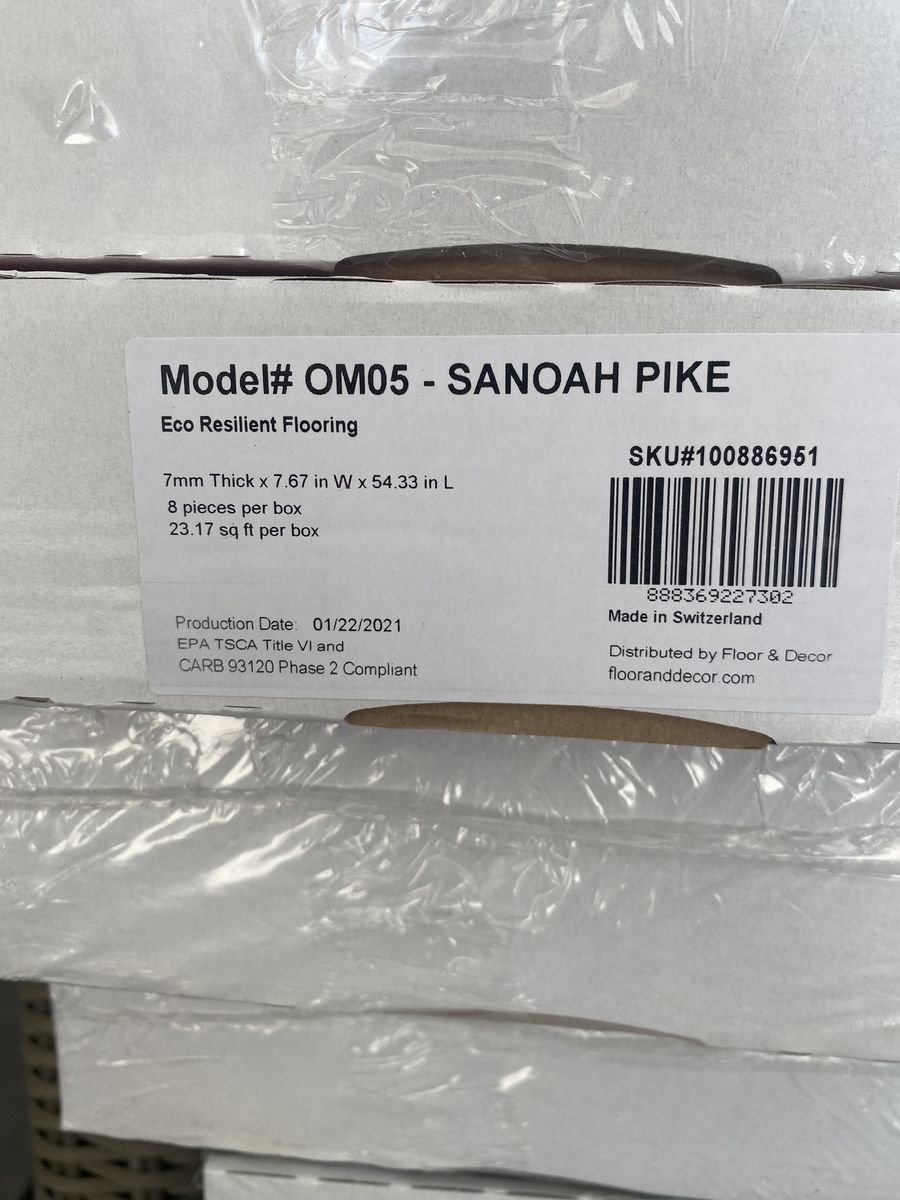 Model# OM05 - SANOAH PIKE
Eco Resilient Flooring
SKU#100886951
7mm Thick x 7.67 in W x 54.33 in L
8 pieces per box
23.17 sq ft per box
888369227302
Made in Switzerland
Production Date: 01/22/2021
EPA TSCA Title VI and
CARB 93120 Phase 2 Compliant
Distributed by Floor & Decor
flooranddecor.com